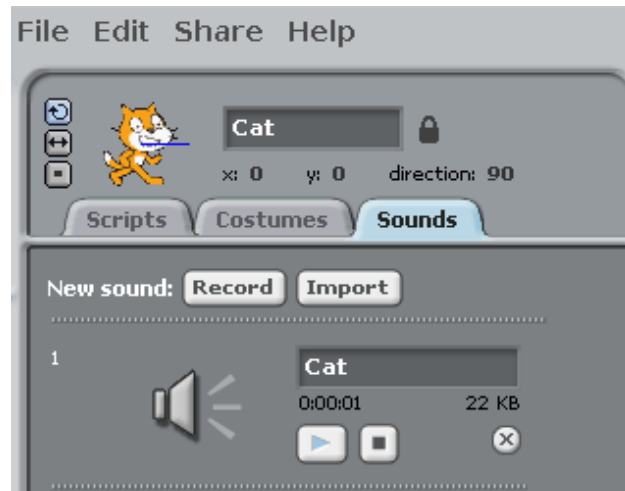 File Edit Share Help
Cat
x: 0 y: 0 direction: 90
Scripts Costumes Sounds
New sound: Record Import
1
Cat
0:00:01 22 KB